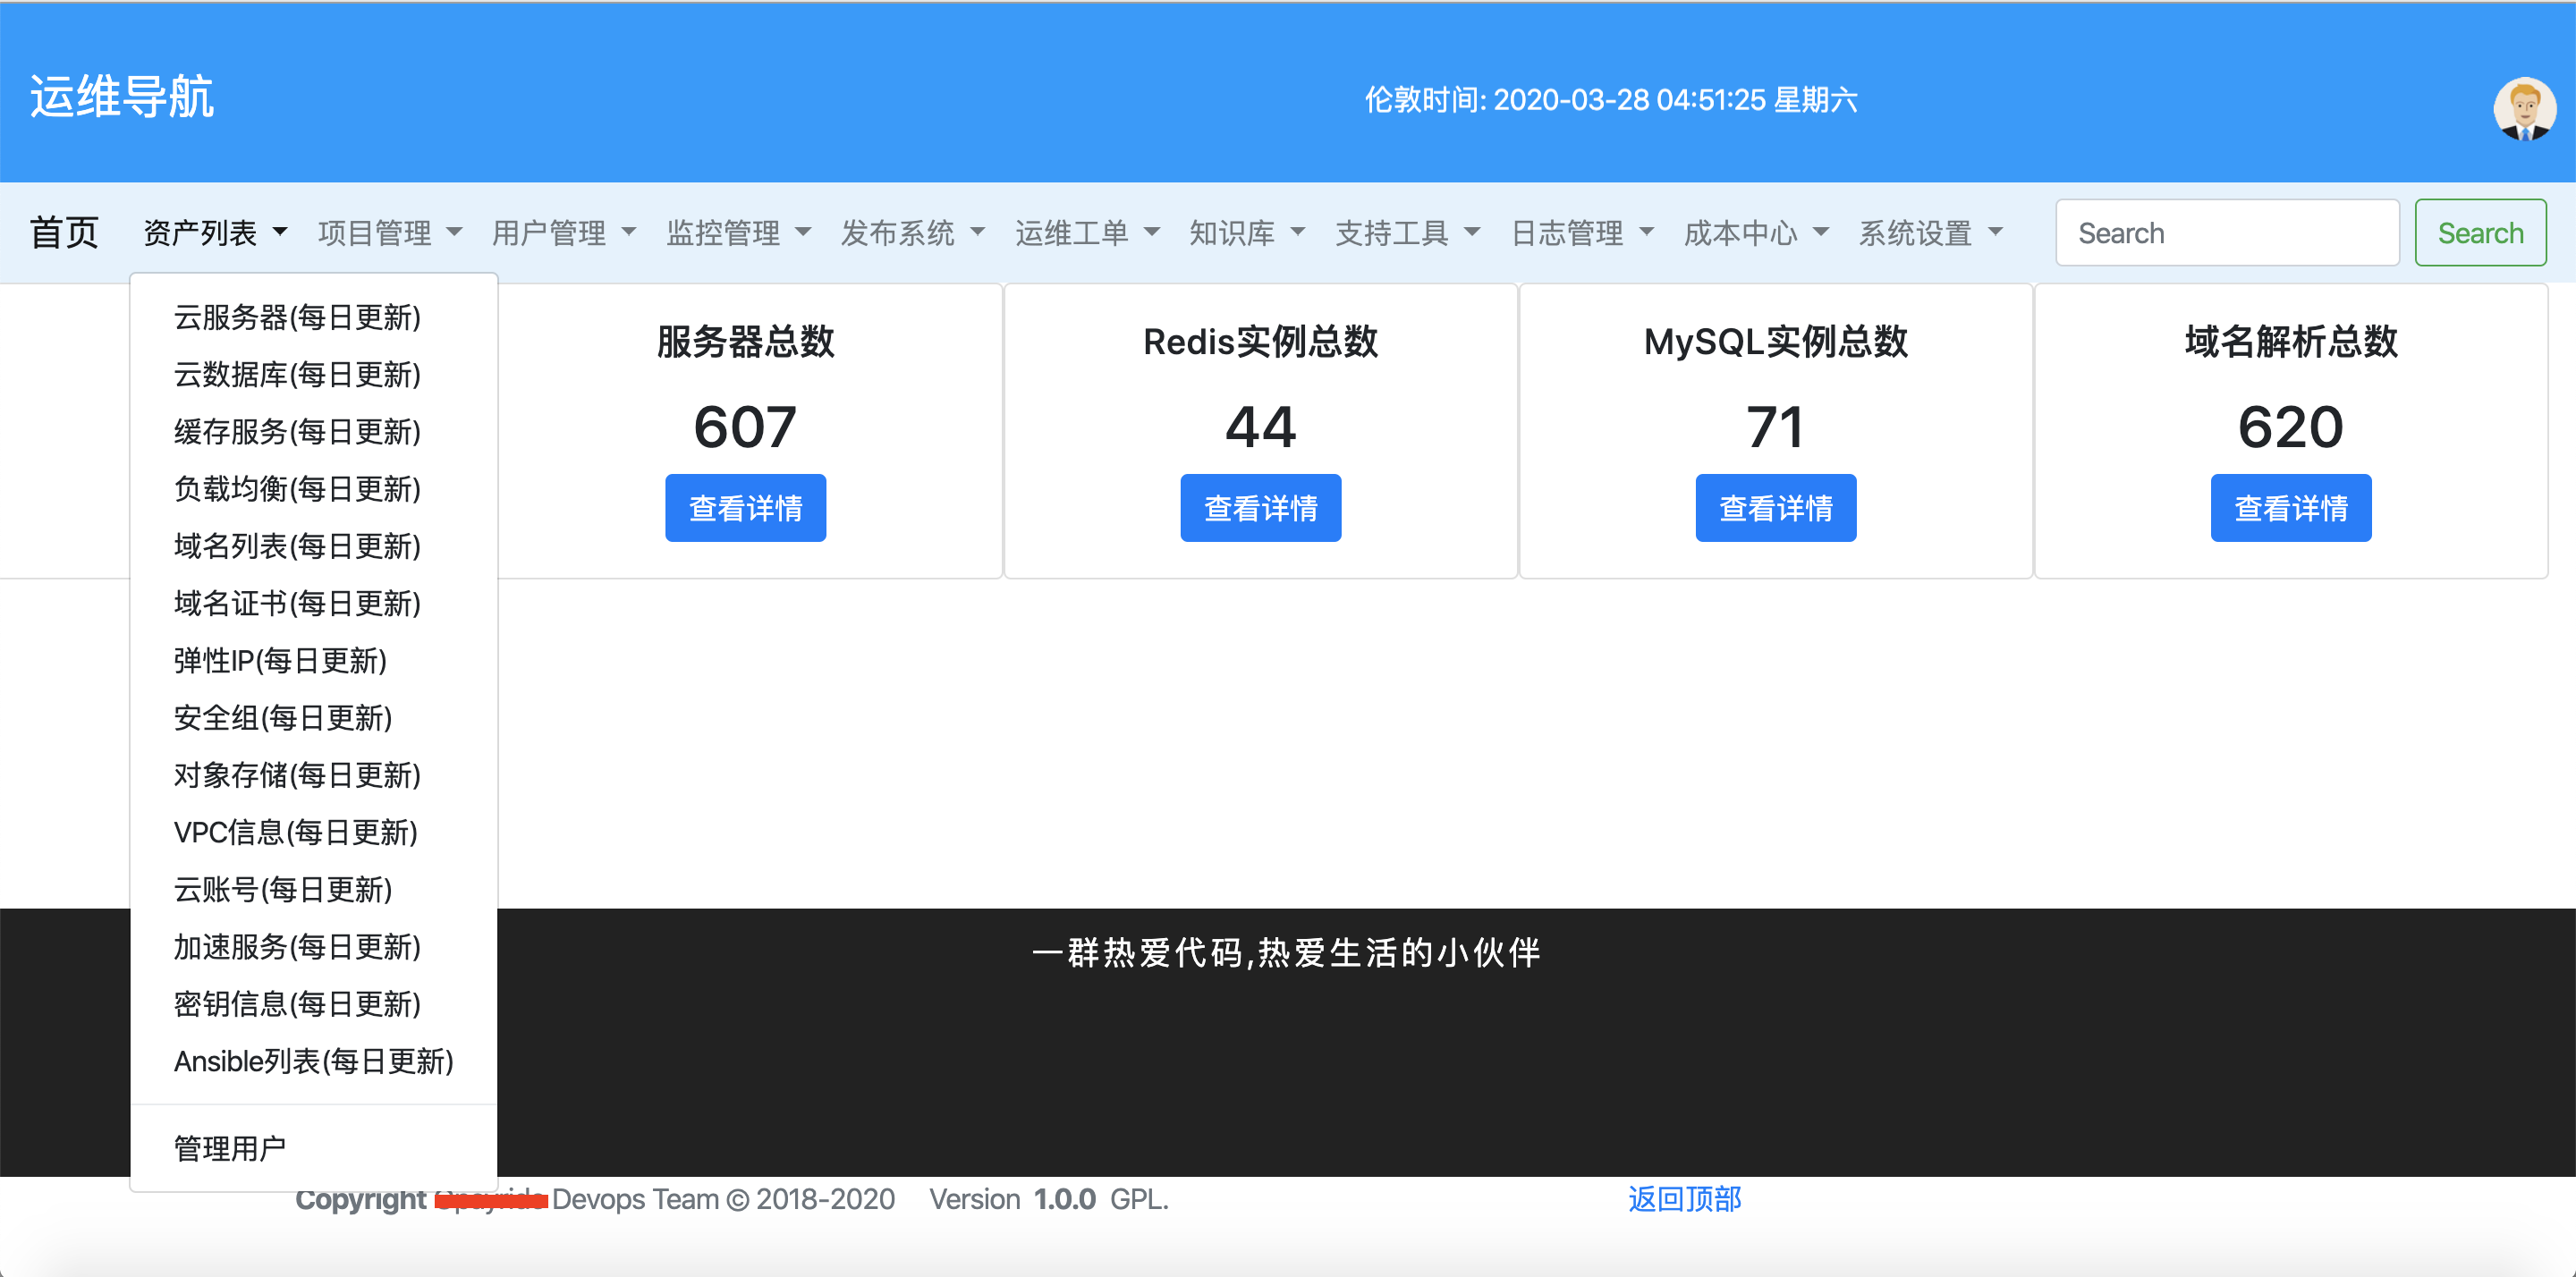 运维导航
伦敦时间: 2020-03-28 04:51:25 星期六
首页 资产列表 项目管理 用户管理 监控管理 发布系统 运维工单 知识库 支持工具 日志管理 成本中心 系统设置 Search Search
云服务器(每日更新)
云数据库(每日更新)
缓存服务(每日更新)
负载均衡(每日更新)
域名列表(每日更新)
域名证书(每日更新)
弹性IP(每日更新)
安全组(每日更新)
对象存储(每日更新)
VPC信息(每日更新)
云账号(每日更新)
加速服务(每日更新)
密钥信息(每日更新)
Ansible列表(每日更新)
管理用户
服务器总数
607
查看详情
Redis实例总数
44
查看详情
MySQL实例总数
71
查看详情
域名解析总数
620
查看详情
一群热爱代码,热爱生活的小伙伴
Copyright Devops Team © 2018-2020 Version 1.0.0 GPL.
返回顶部